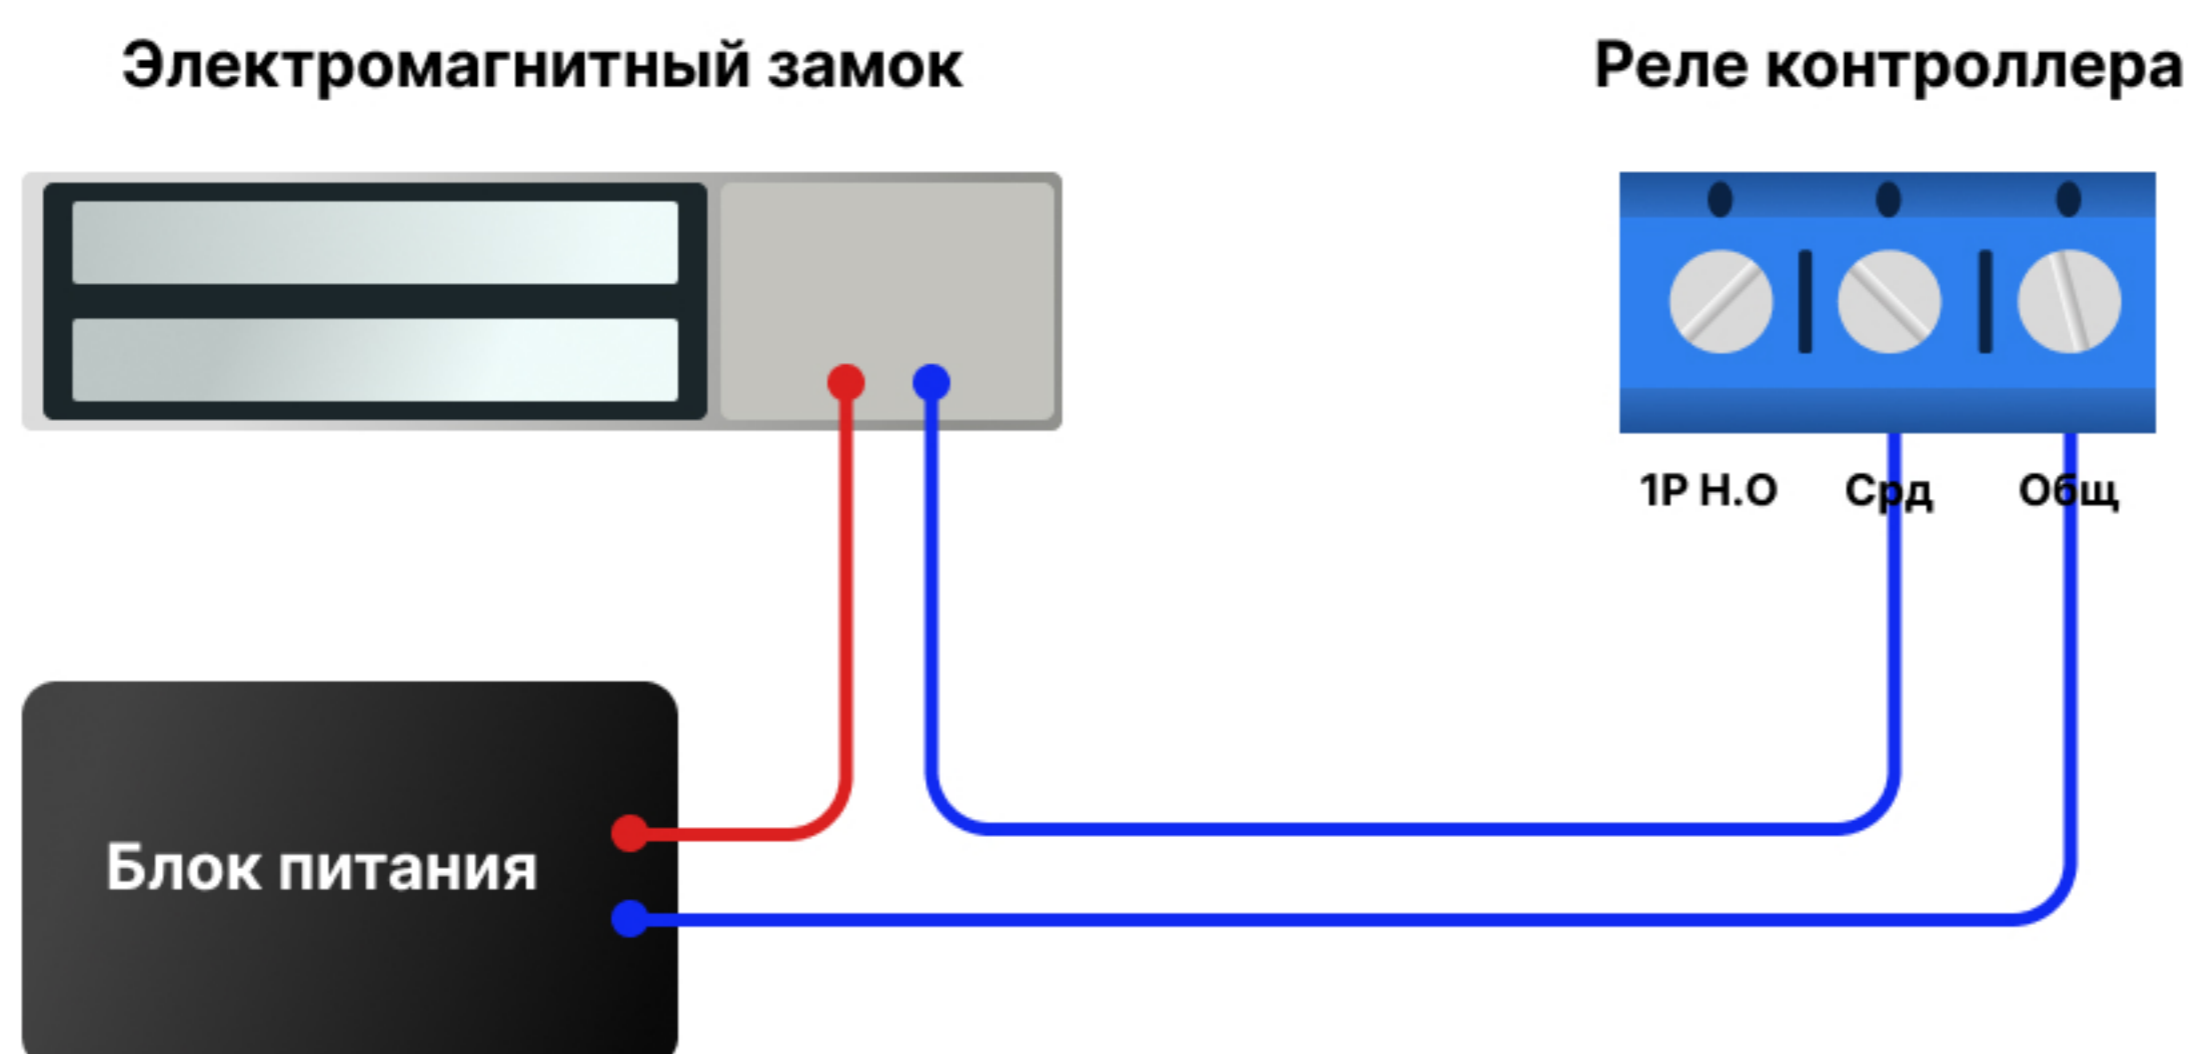 Электромагнитный замок
Реле контроллера
1Р Н.О Срд Общ
Блок питания